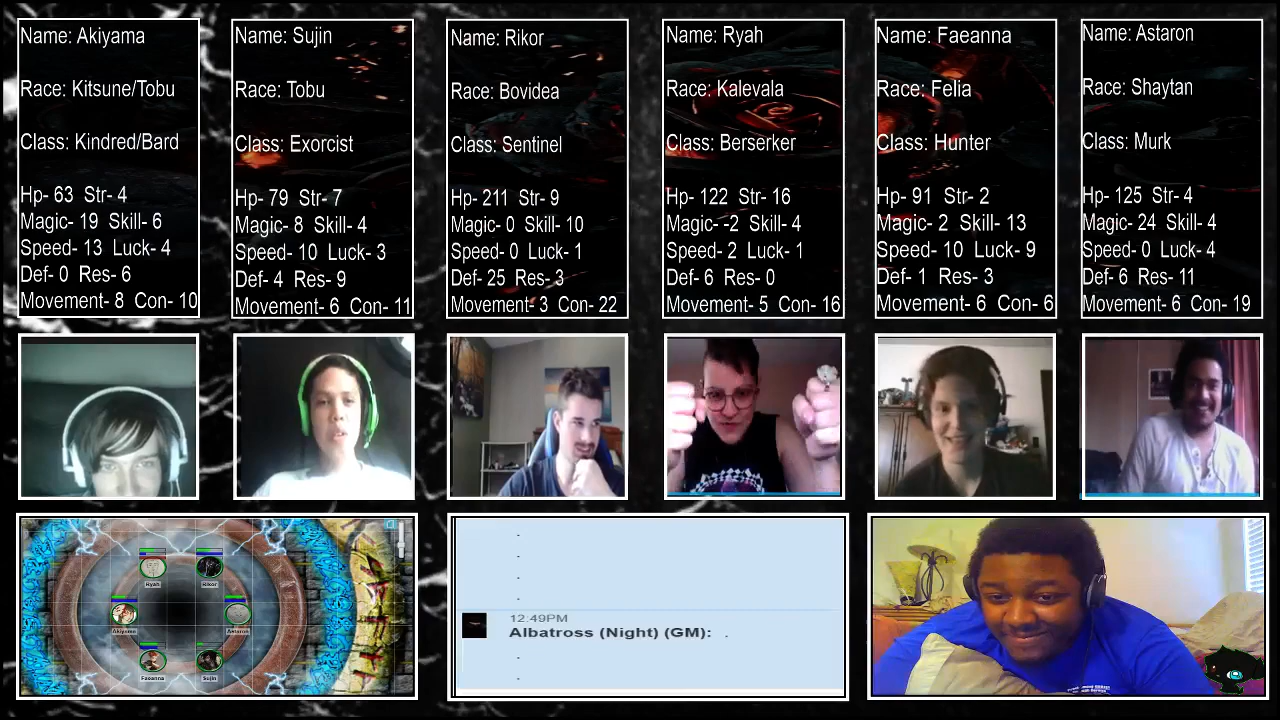 Name: Akiyama
Race: Kitsune/Tobu
Class: Kindred/Bard
Hp- 63 Str- 4
Magic- 19 Skill- 6
Speed- 13 Luck- 4
Def- 0 Res- 6
Movement- 8 Con- 10
Name: Sujin
Race: Tobu
Class: Exorcist
Hp- 79 Str- 7
Magic- 8 Skill- 4
Speed- 10 Luck- 3
Def- 4 Res- 9
Movement- 6 Con- 11
Name: Rikor
Race: Bovidea
Class: Sentinel
Hp- 211 Str- 9
Magic- 0 Skill- 10
Speed- 0 Luck- 1
Def- 25 Res- 3
Movement- 3 Con- 22
Name: Ryah
Race: Kalevala
Class: Berserker
Hp- 122 Str- 16
Magic- -2 Skill- 4
Speed- 2 Luck- 1
Def- 6 Res- 0
Movement- 5 Con- 16
Name: Faeanna
Race: Felia
Class: Hunter
Hp- 91 Str- 2
Magic- 2 Skill- 13
Speed- 10 Luck- 9
Def- 1 Res- 3
Movement- 6 Con- 6
Name: Astaron
Race: Shaytan
Class: Murk
Hp- 125 Str- 4
Magic- 24 Skill- 4
Speed- 0 Luck- 4
Def- 6 Res- 11
Movement- 6 Con- 19
Ryah
Rikor
Akiyama
Astaron
Faeanna
Sujin
12:49PM
Albatross (Night) (GM): .